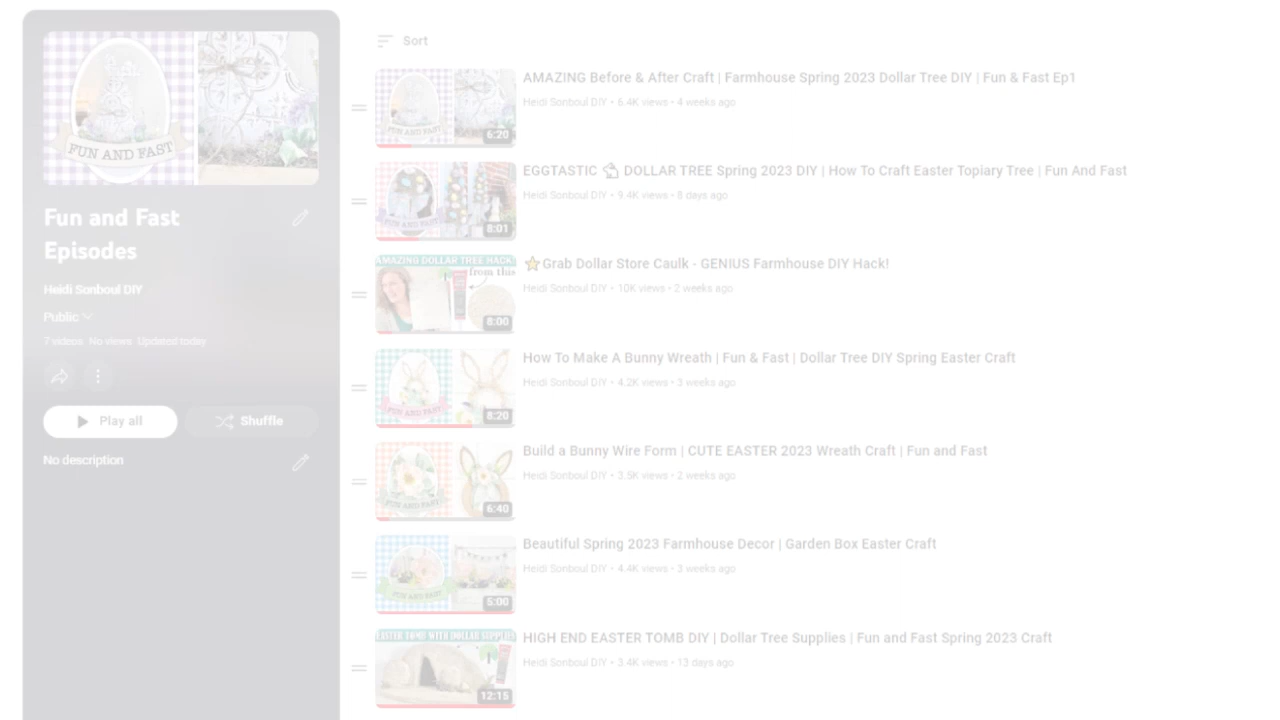 FUN AND FAST
Fun and Fast
Episodes
Heidi Sonboul DIY
Public
7 videos No views Updated today
Play all
Shuffle
No description
Sort
FUN AND FAST
6:20
AMAZING Before & After Craft | Farmhouse Spring 2023 Dollar Tree DIY | Fun & Fast Ep1
Heidi Sonboul DIY • 6.4K views • 4 weeks ago
FUN AND FAST
8:01
EGGTASTIC 🐣 DOLLAR TREE Spring 2023 DIY | How To Craft Easter Topiary Tree | Fun And Fast
Heidi Sonboul DIY • 9.4K views • 8 days ago
AMAZING DOLLAR TREE HACK!
from this
8:00
⭐Grab Dollar Store Caulk - GENIUS Farmhouse DIY Hack!
Heidi Sonboul DIY • 10K views • 2 weeks ago
FUN AND FAST
8:20
How To Make A Bunny Wreath | Fun & Fast | Dollar Tree DIY Spring Easter Craft
Heidi Sonboul DIY • 4.2K views • 3 weeks ago
FUN AND FAST
6:40
Build a Bunny Wire Form | CUTE EASTER 2023 Wreath Craft | Fun and Fast
Heidi Sonboul DIY • 3.5K views • 2 weeks ago
FUN AND FAST
Beautiful Spring 2023 Farmhouse Decor | Garden Box Easter Craft
Heidi Sonboul DIY • 4.4K views • 3 weeks ago
EASTER TOMB WITH DOLLAR SUPPLIES
12:15
HIGH END EASTER TOMB DIY | Dollar Tree Supplies | Fun and Fast Spring 2023 Craft
Heidi Sonboul DIY • 3.4K views • 13 days ago